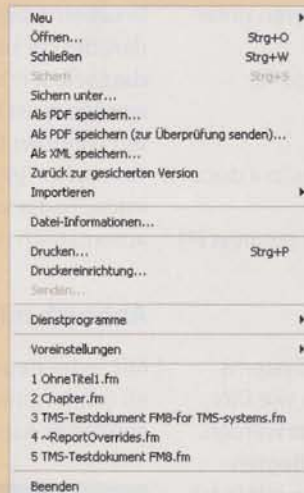 Neu
Öffnen... Strg+O
Schließen Strg+W
Sichern Strg+S
Sichern unter...
Als PDF speichern...
Als PDF speichern (zur Überprüfung senden)...
Als XML speichern...
Zurück zur gesicherten Version
Importieren
Datei-Informationen...
Drucken... Strg+P
Druckereinrichtung...
Senden...
Dienstprogramme
Voreinstellungen
1 OhneTitel1.fm
2 Chapter.fm
3 TMS-Testdokument FM8-for TMS-systems.fm
4 ~ReportOverrides.fm
5 TMS-Testdokument FM8.fm
Beenden